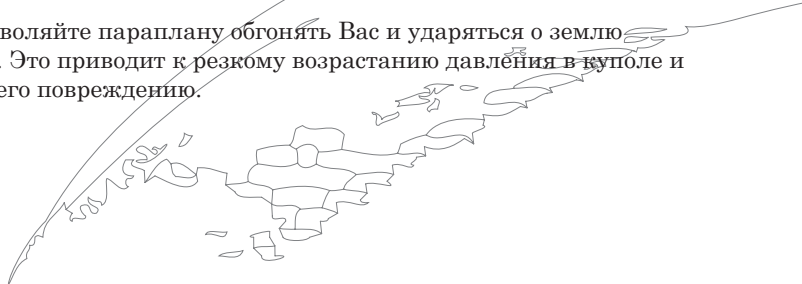 воляйте параплану обгонять Вас и ударяться о землю
. Это приводит к резкому возрастанию давления в куполе и
его повреждению.